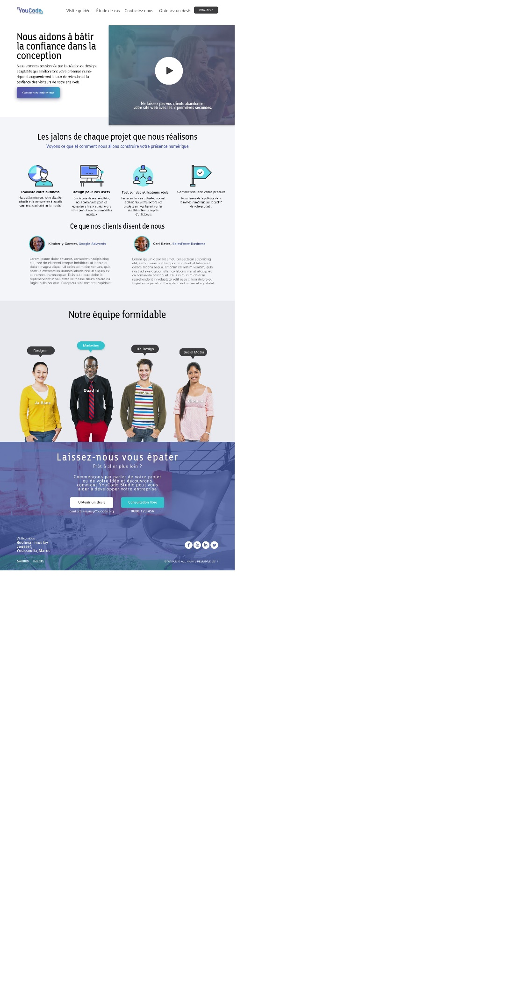 YouCode
Visite guidée
Étude de cas
Contactez-nous
Obtenez un devis
Votre devis
Nous aidons à bâtir
la confiance dans la
conception
Nous sommes possionnée par la création de designe
adaptatifs qui amélioreront votre présence numé-
rique et augmenteront le taux de rétention et la
confiance des visiteurs de votre site web.
Commencez maintenant
Ne laissez pas vos clients abandonner
votre site web avec les 3 premières secondes.
Les jalons de chaque projet que nous réalisons
Voyons ce que et comment nous allons construire votre présence numérique
Evaluate votre business
Nous déterminerons votre situation
actuelle et la concurrence à laquelle
vous êtes confronté sur le marché
Design pour vos users
Sur la base de nos résultats,
nous concervons pour les
utilisateurs finaux et alignerons
votre produit avec leurs modèles
mentaux
Test sur des utilisateurs réels
Tester sur le vrais utilisateurs, c'est
la crème.Nous améliserons vos
produits en nous basant sur les
résultats obtenus auprès
d'utilistaeurs
Commercialisez votre produit
Nous ferons de la publicité dans
le monde numérique sur la qualité
de votre produit .
Ce que nos clients disent de nous
Kimberly Garrret, Google Adwords
Lorem ipsum dolor sit amet, consectetur adipisicing
elit, sed do eiusmod tempor incididunt ut labore et
dolore magna aliqua. Ut enim ad minim veniam, quis
nostrud exercitation ullamco laboris nisi ut aliquip ex
ea commodo consequat. Duis aute irure dolor in
reprehenderit in voluptate velit esse cillum dolore eu
fugiat nulla pariatur. Excepteur sint occaecat cupidatat
Carl Bates, SalesForce Business
Lorem ipsum dolor sit amet, consectetur adipisicing
elit, sed do eiusmod tempor incididunt ut labore et
dolore magna aliqua. Ut enim ad minim veniam, quis
nostrud exercitation ullamco laboris nisi ut aliquip ex
ea commodo consequat. Duis aute irure dolor in
reprehenderit in voluptate velit esse cillum dolore eu
fugiat nulla pariatur. Excepteur sint occaecat cupidatat
Notre équipe formidable
Designer
Marketing
UX Design
Social Media
Ja Bane
Ouad Id
Chou ni
Laissez-nous vous épater
Prêt à aller plus loin ?
Commençons par parler de votre projet
ou de votre idée et découvrons
comment YouCode Studio peut vous
aider à développer votre entreprise
Obtenir un devis
Consultation libre
contactez-nous@YouCode.org
0600 123-456
Visitez nous :
Boulevar moulay
youssef,
Youssoufia,Maroc
AWARDS
CLIENTS
© WSTUDIO ALL RIGHTS RESERVED 2017